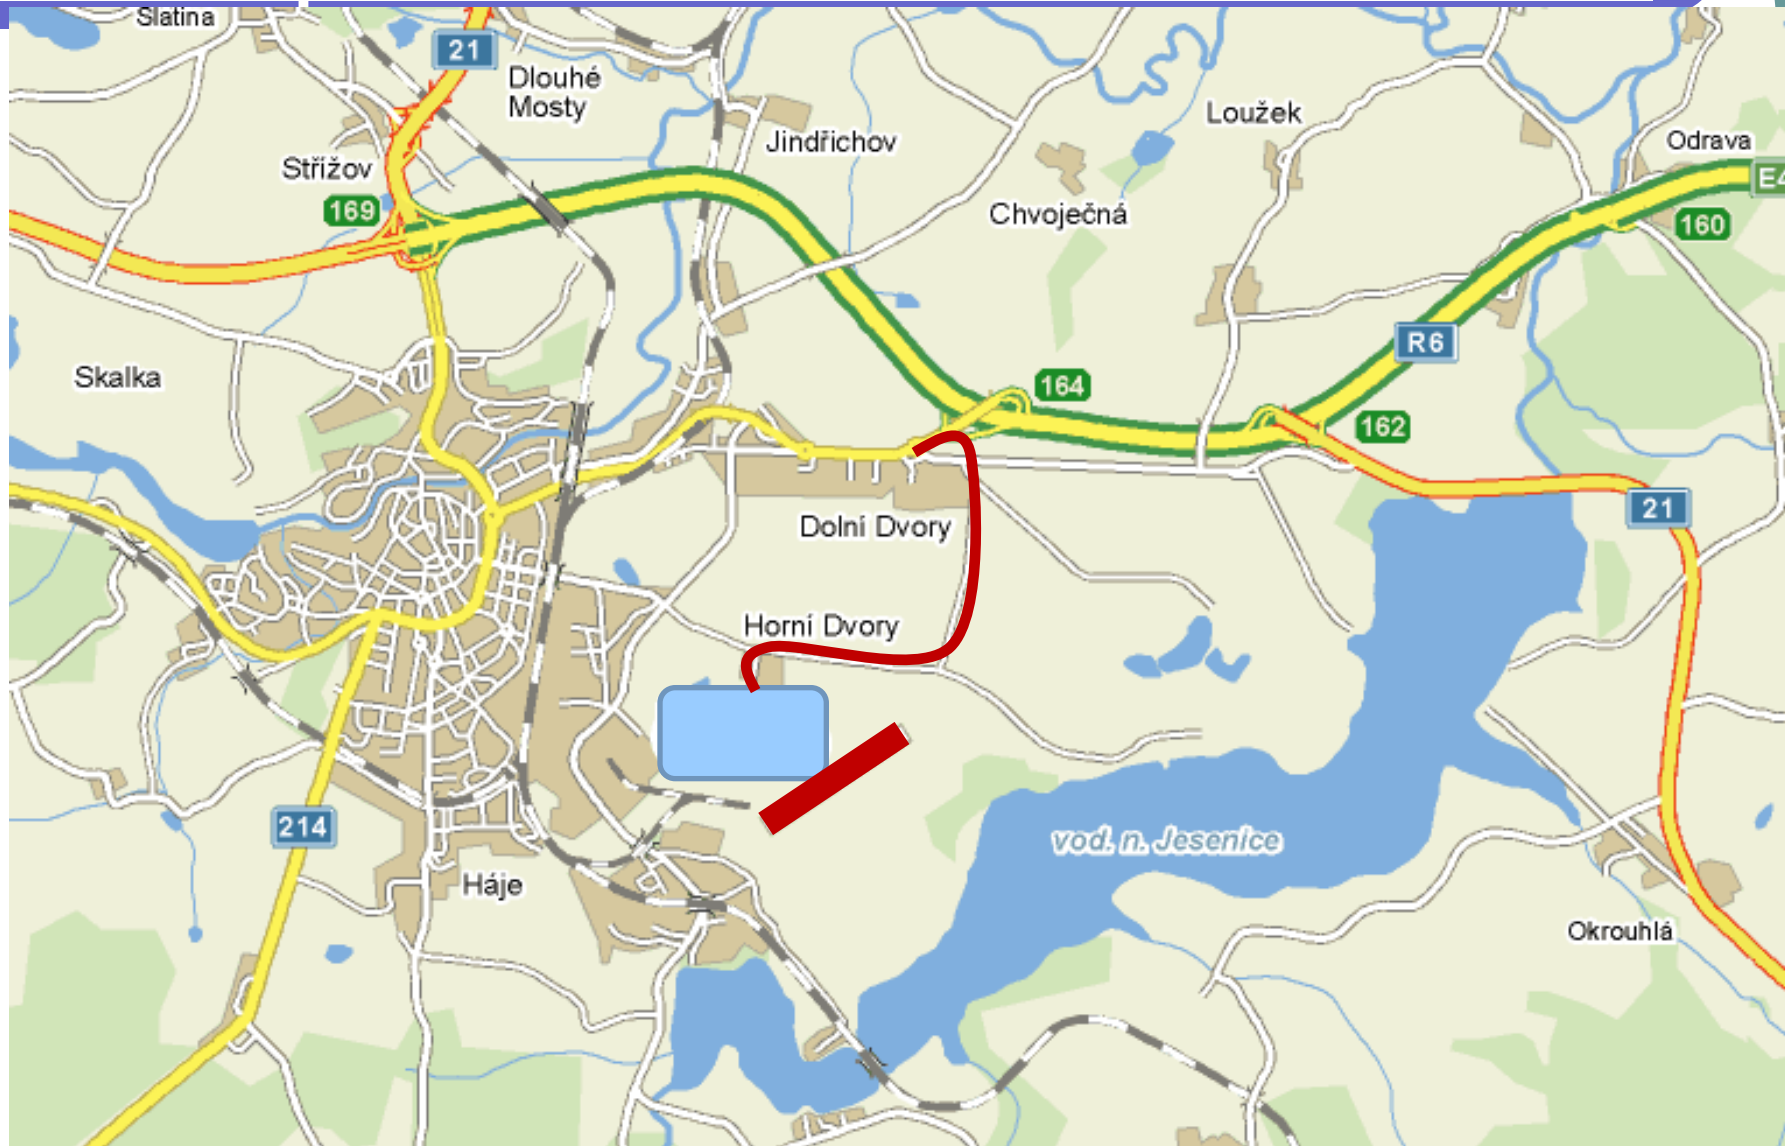 Slatina
21
Dlouhé
Mosty
Loužek
Jindřichov
Odrava
Střížov
E4
169
Chvoječná
160
R6
Skalka
164
162
21
Dolní Dvory
Horní Dvory
214
vod. n. Jesenice
Háje
Okrouhlá